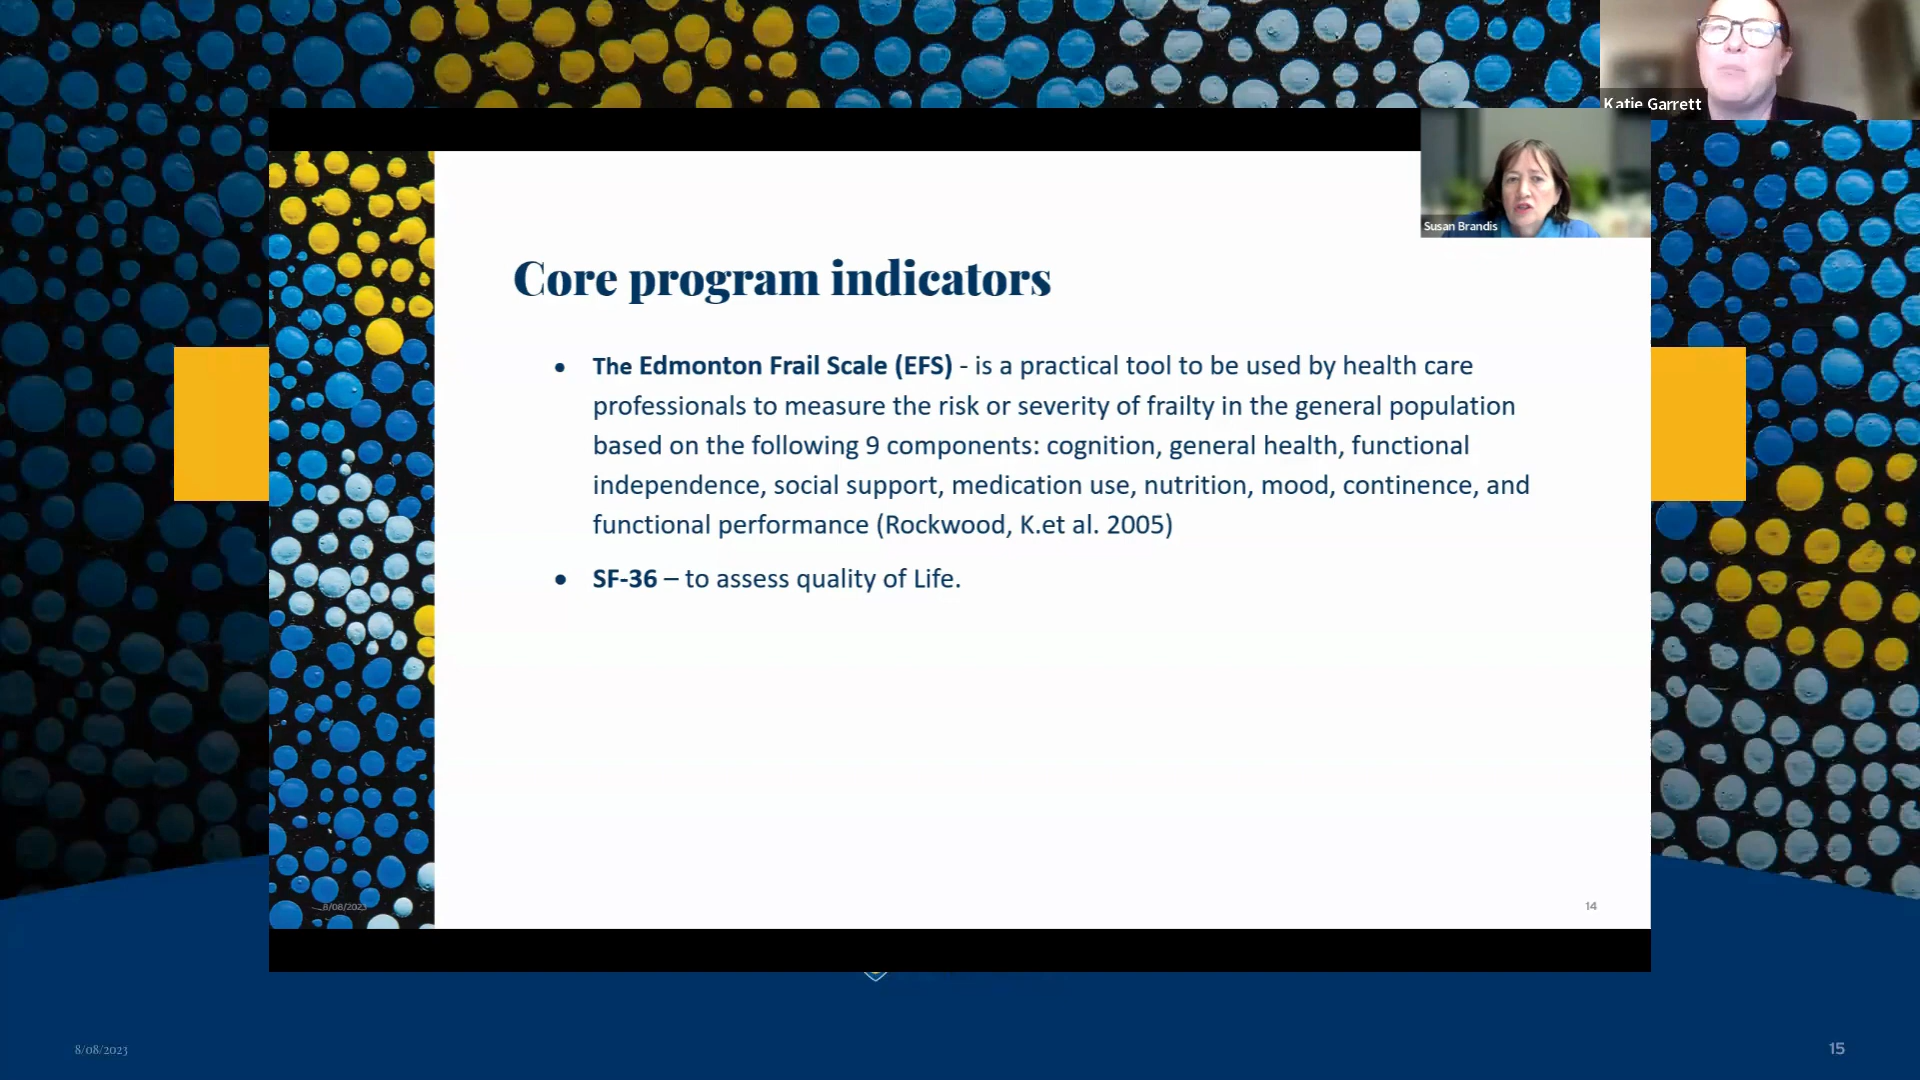 Katie Garrett
Susan Brandis
Core program indicators
• The Edmonton Frail Scale (EFS) - is a practical tool to be used by health care
professionals to measure the risk or severity of frailty in the general population
based on the following 9 components: cognition, general health, functional
independence, social support, medication use, nutrition, mood, continence, and
functional performance (Rockwood, K.et al. 2005)
• SF-36 – to assess quality of Life.
8/08/2023
14
8/08/2023
15